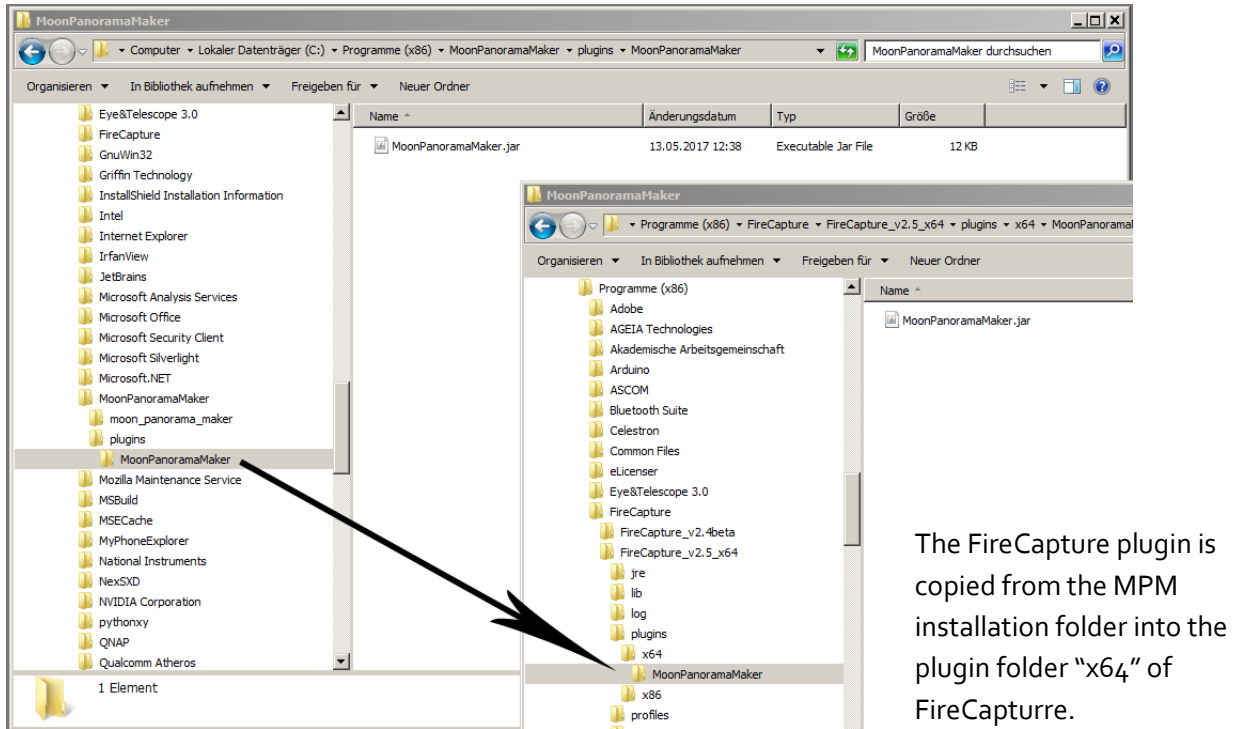 MoonPanoramaMaker
Computer Lokaler Datenträger (C:) Programme (x86) MoonPanoramaMaker plugins MoonPanoramaMaker
MoonPanoramaMaker durchsuchen
Organisieren In Bibliothek aufnehmen Freigeben für Neuer Ordner
Eye&Telescope 3.0
FireCapture
GnuWin32
Griffin Technology
InstallShield Installation Information
Intel
Internet Explorer
IrfanView
JetBrains
Microsoft Analysis Services
Microsoft Office
Microsoft Security Client
Microsoft Silverlight
Microsoft.NET
MoonPanoramaMaker
moon_panorama_maker
plugins
MoonPanoramaMaker
Mozilla Maintenance Service
MSBuild
MSECache
MyPhoneExplorer
National Instruments
NexSXD
NVIDIA Corporation
pythonxy
QNAP
Qualcomm Atheros
1 Element
Name Änderungsdatum Typ Größe
MoonPanoramaMaker.jar 13.05.2017 12:38 Executable Jar File 12 KB
MoonPanoramaMaker
Programme (x86) FireCapture FireCapture_v2.5_x64 plugins x64 MoonPanoramal
Organisieren In Bibliothek aufnehmen Freigeben für Neuer Ordner
Programme (x86)
Adobe
AGEIA Technologies
Akademische Arbeitsgemeinschaft
Arduino
ASCOM
Bluetooth Suite
Celestron
Common Files
eLicenser
Eye&Telescope 3.0
FireCapture
FireCapture_v2.4beta
FireCapture_v2.5_x64
jre
lib
log
plugins
x64
MoonPanoramaMaker
x86
profiles
Name
MoonPanoramaMaker.jar
The FireCapture plugin is
copied from the MPM
installation folder into the
plugin folder “x64” of
FireCapturre.